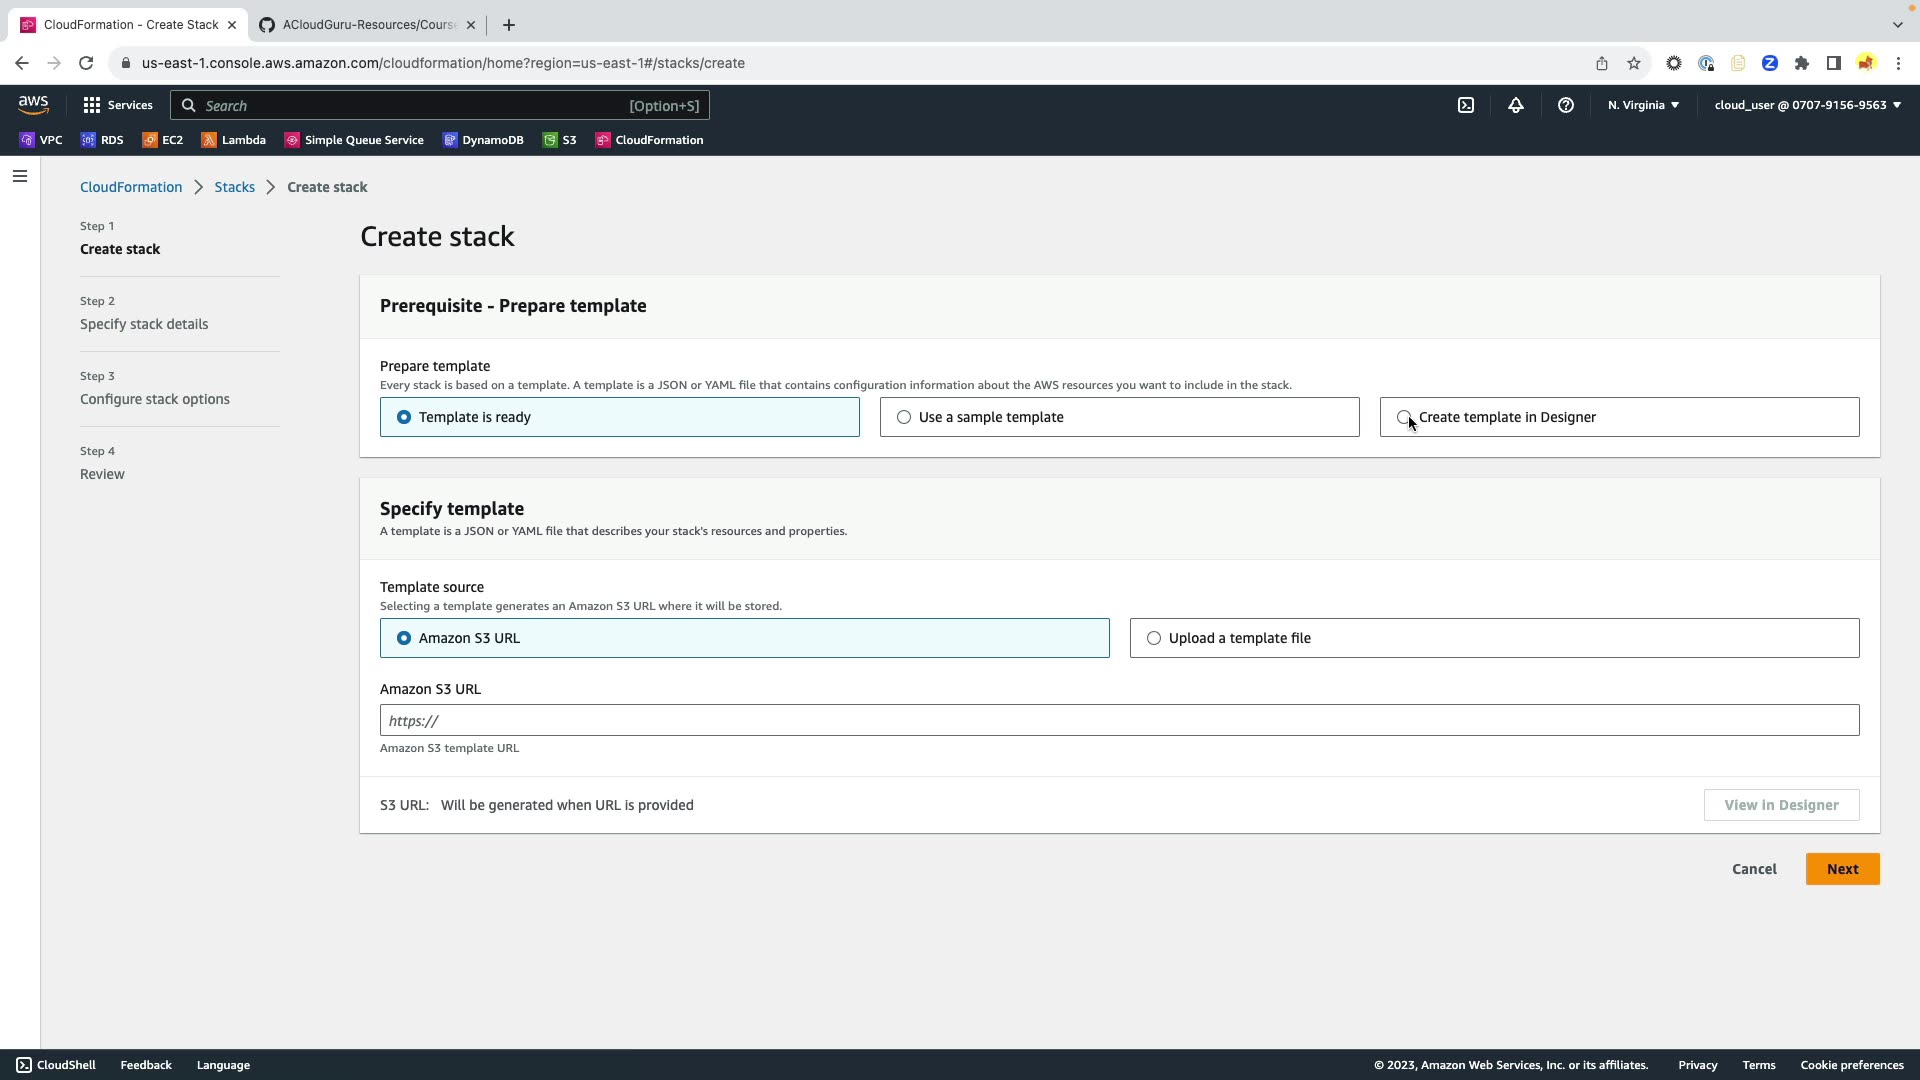 CloudFormation - Create Stack
ACloudGuru-Resources/Course
us-east-1.console.aws.amazon.com/cloudformation/home?region=us-east-1#/stacks/create
aws
Services
Search
[Option+S]
N. Virginia
cloud_user @ 0707-9156-9563
VPC
RDS
EC2
Lambda
Simple Queue Service
DynamoDB
S3
CloudFormation
CloudFormation
Stacks
Create stack
Step 1
Create stack
Step 2
Specify stack details
Step 3
Configure stack options
Step 4
Review
Create stack
Prerequisite - Prepare template
Prepare template
Every stack is based on a template. A template is a JSON or YAML file that contains configuration information about the AWS resources you want to include in the stack.
Template is ready
Use a sample template
Create template in Designer
Specify template
A template is a JSON or YAML file that describes your stack's resources and properties.
Template source
Selecting a template generates an Amazon S3 URL where it will be stored.
Amazon S3 URL
Upload a template file
Amazon S3 URL
https://
Amazon S3 template URL
S3 URL: Will be generated when URL is provided
View in Designer
Cancel
Next
CloudShell
Feedback
Language
© 2023, Amazon Web Services, Inc. or its affiliates.
Privacy
Terms
Cookie preferences